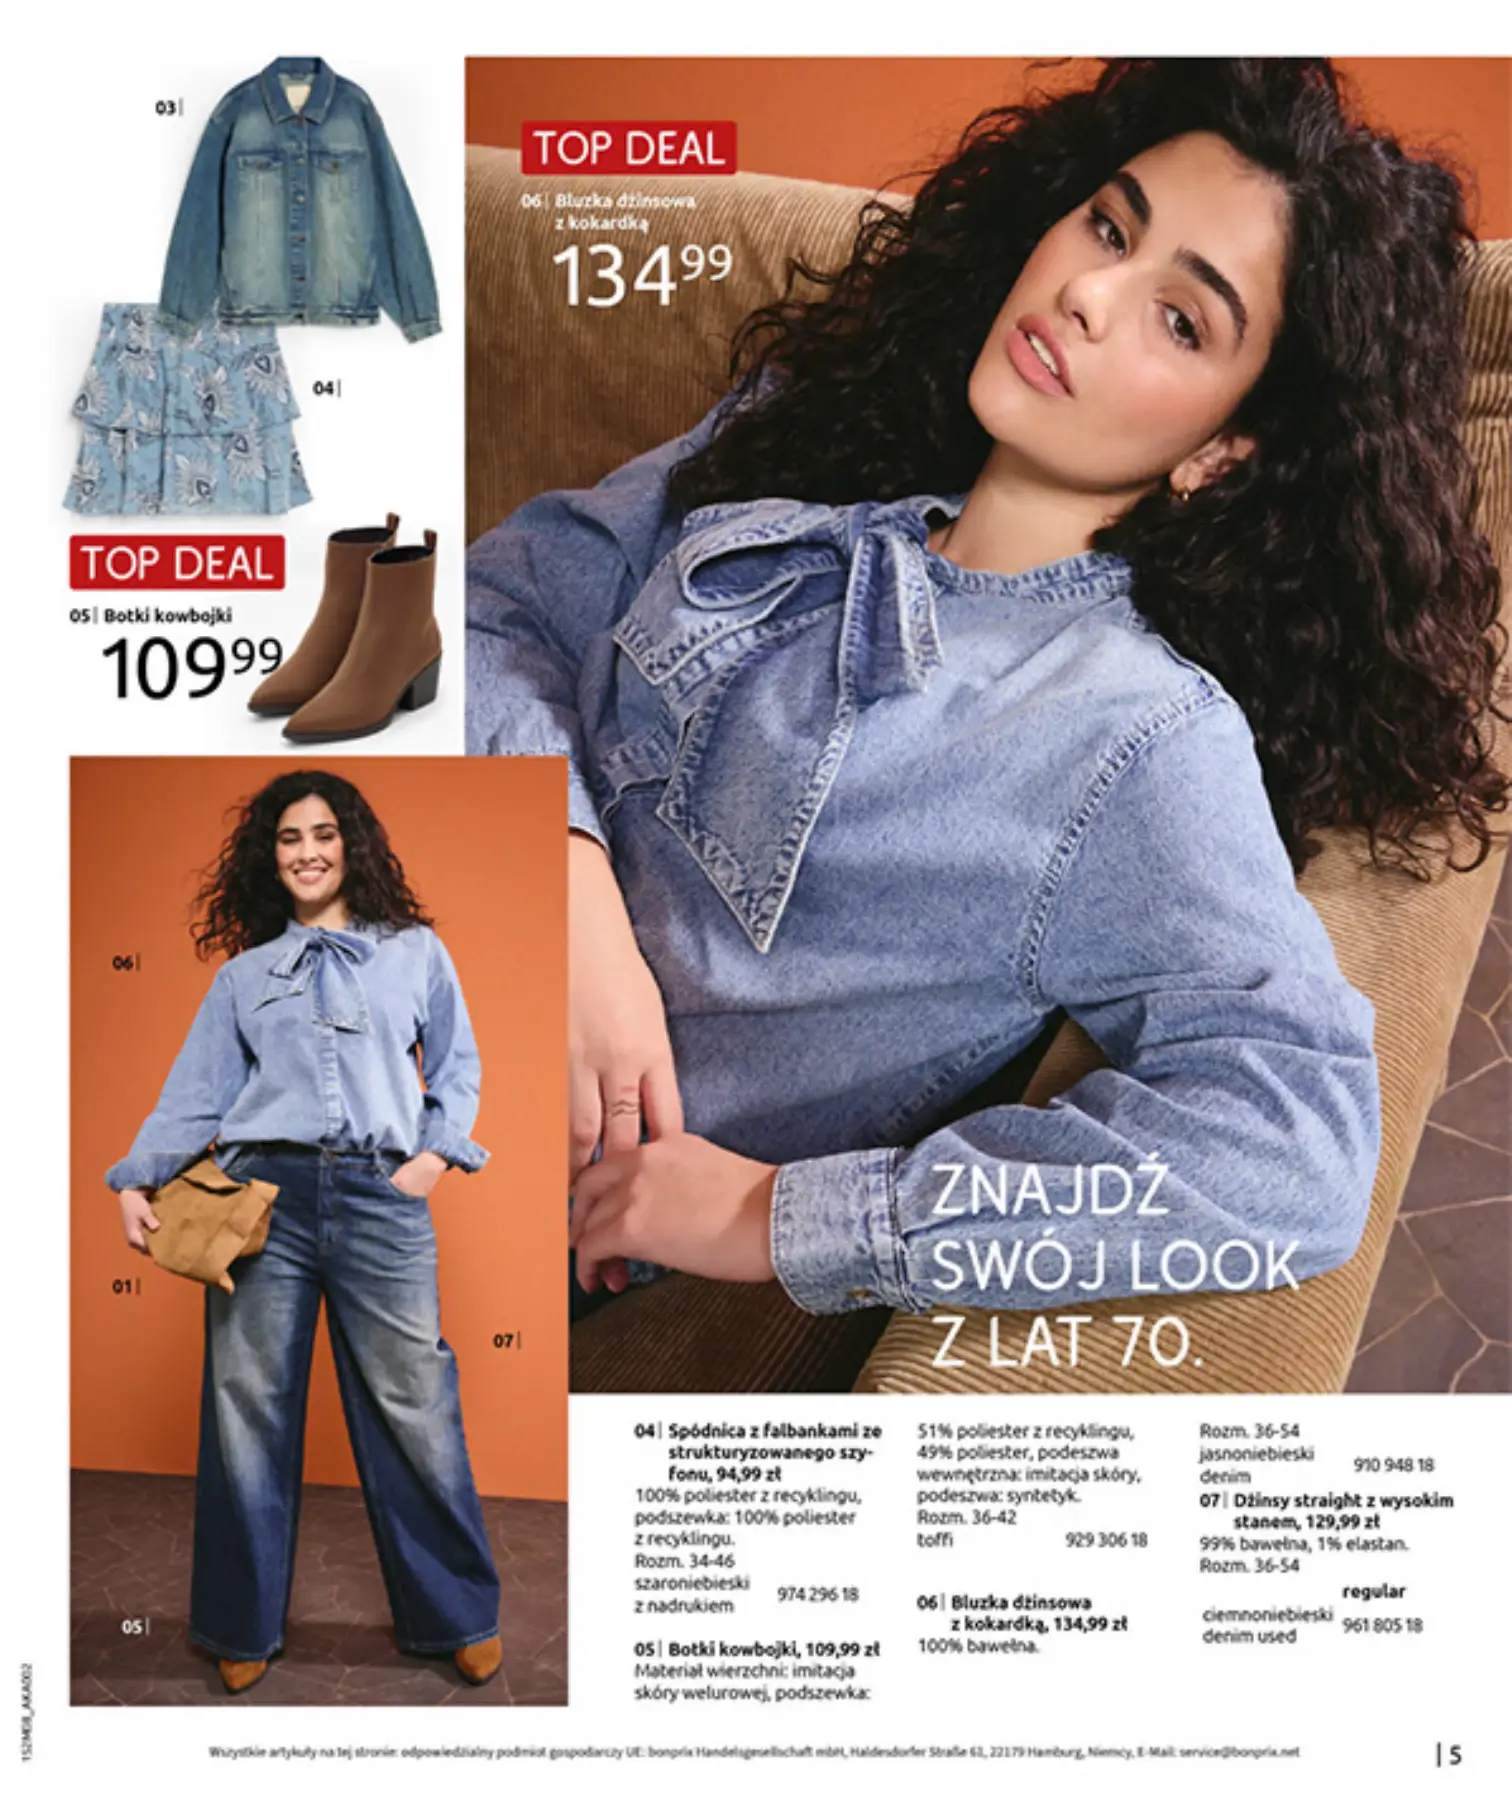 03|
04|
TOP DEAL
05| Botki kowbojki
109⁹⁹
TOP DEAL
06| Bluzka dżinsowa
z kokardką
134⁹⁹
06|
01|
07|
05|
ZNAJDŹ
SWÓJ LOOK
Z LAT 70.
04| Spódnica z falbankami ze
strukturyzowanego szy-
fonu, 94,99 zł
100% poliester z recyklingu,
podszewka: 100% poliester
z recyklingu.
Rozm. 34-46
szaroniebieski
z nadrukiem 974 296 18
05| Botki kowbojki, 109,99 zł
Materiał wierzchni: imitacja
skóry welurowej, podszewka:
51% poliester z recyklingu,
49% poliester, podeszwa
wewnętrzna: imitacja skóry,
podeszwa: syntetyk.
Rozm. 36-42
toffi 929 306 18
06| Bluzka dżinsowa
z kokardką, 134,99 zł
100% bawełna.
Rozm. 36-54
jasnoniebieski
denim 910 948 18
07| Dżinsy straight z wysokim
stanem, 129,99 zł
99% bawełna, 1% elastan.
Rozm. 36-54
regular
ciemnoniebieski
denim used 961 805 18
152M08_AKA002
Wszystkie artykuły na tej stronie: odpowiedzialny podmiot gospodarczy UE: bonprix Handelsgesellschaft mbH, Haldesdorfer Straße 61, 22179 Hamburg, Niemcy, E-Mail: service@bonprix.net
| 5